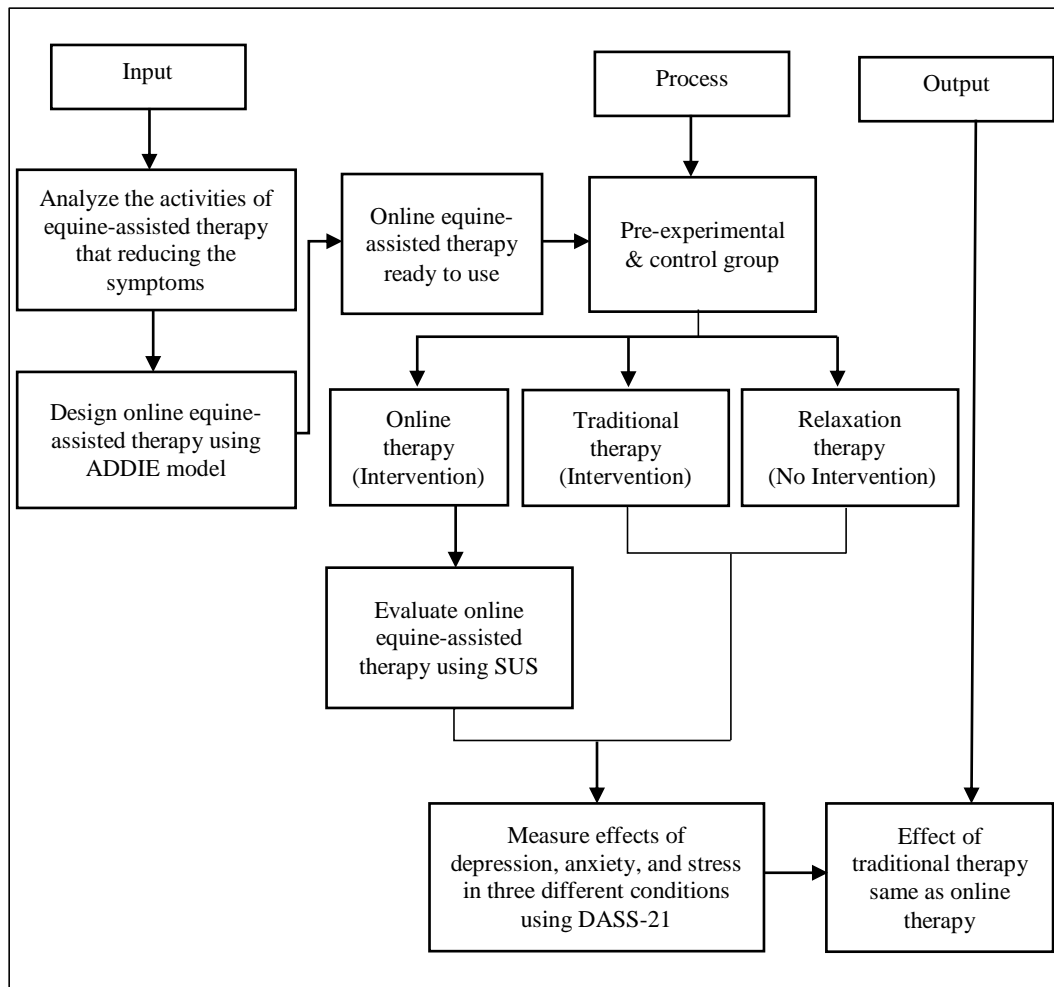 Input
Process
Output
Analyze the activities of
equine-assisted therapy
that reducing the
symptoms
Online equine-
assisted therapy
ready to use
Pre-experimental
& control group
Design online equine-
assisted therapy using
ADDIE model
Online
therapy
(Intervention)
Traditional
therapy
(Intervention)
Relaxation
therapy
(No Intervention)
Evaluate online
equine-assisted
therapy using SUS
Measure effects of
depression, anxiety, and stress
in three different conditions
using DASS-21
Effect of
traditional therapy
same as online
therapy